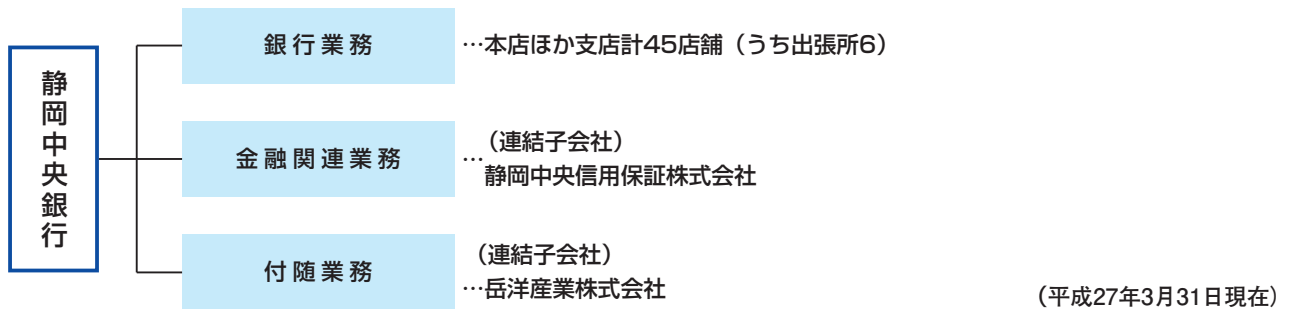 静岡中央銀行
銀行業務
…本店ほか支店計45店舗（うち出張所6）
金融関連業務
（連結子会社）
…静岡中央信用保証株式会社
付随業務
（連結子会社）
…岳洋産業株式会社
（平成27年3月31日現在）